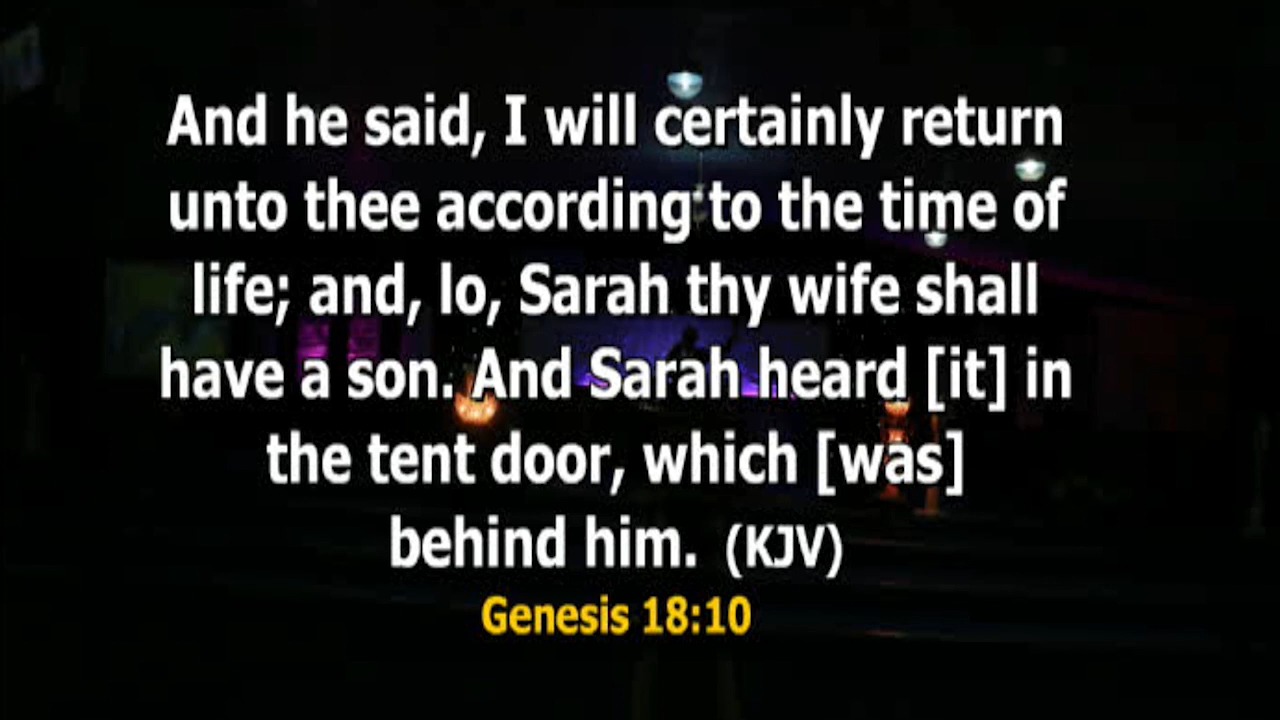 And he said, I will certainly return
unto thee according to the time of
life; and, lo, Sarah thy wife shall
have a son. And Sarah heard [it] in
the tent door, which [was]
behind him. (KJV)
Genesis 18:10